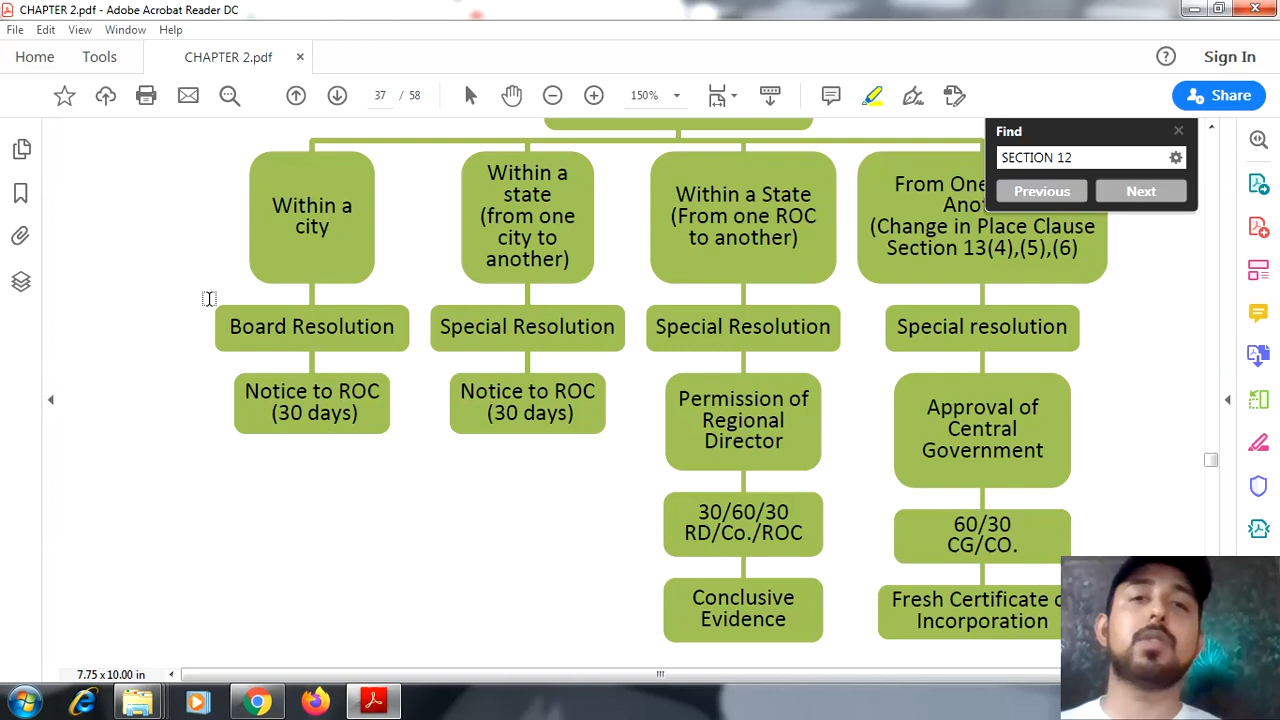 CHAPTER 2.pdf - Adobe Acrobat Reader DC
File Edit View Window Help
Home Tools CHAPTER 2.pdf × Sign In
37 / 58 150% Share
Find
SECTION 12
Previous Next
Within a
city
Within a
state
(from one
city to
another)
Within a State
(From one ROC
to another)
From One
(Change in Place Clause
Section 13(4),(5),(6)
Board Resolution
Special Resolution
Special Resolution
Special resolution
Notice to ROC
(30 days)
Notice to ROC
(30 days)
Permission of
Regional
Director
Approval of
Central
Government
30/60/30
RD/Co./ROC
60/30
CG/CO.
Conclusive
Evidence
Fresh Certificate
Incorporation
7.75 x 10.00 in